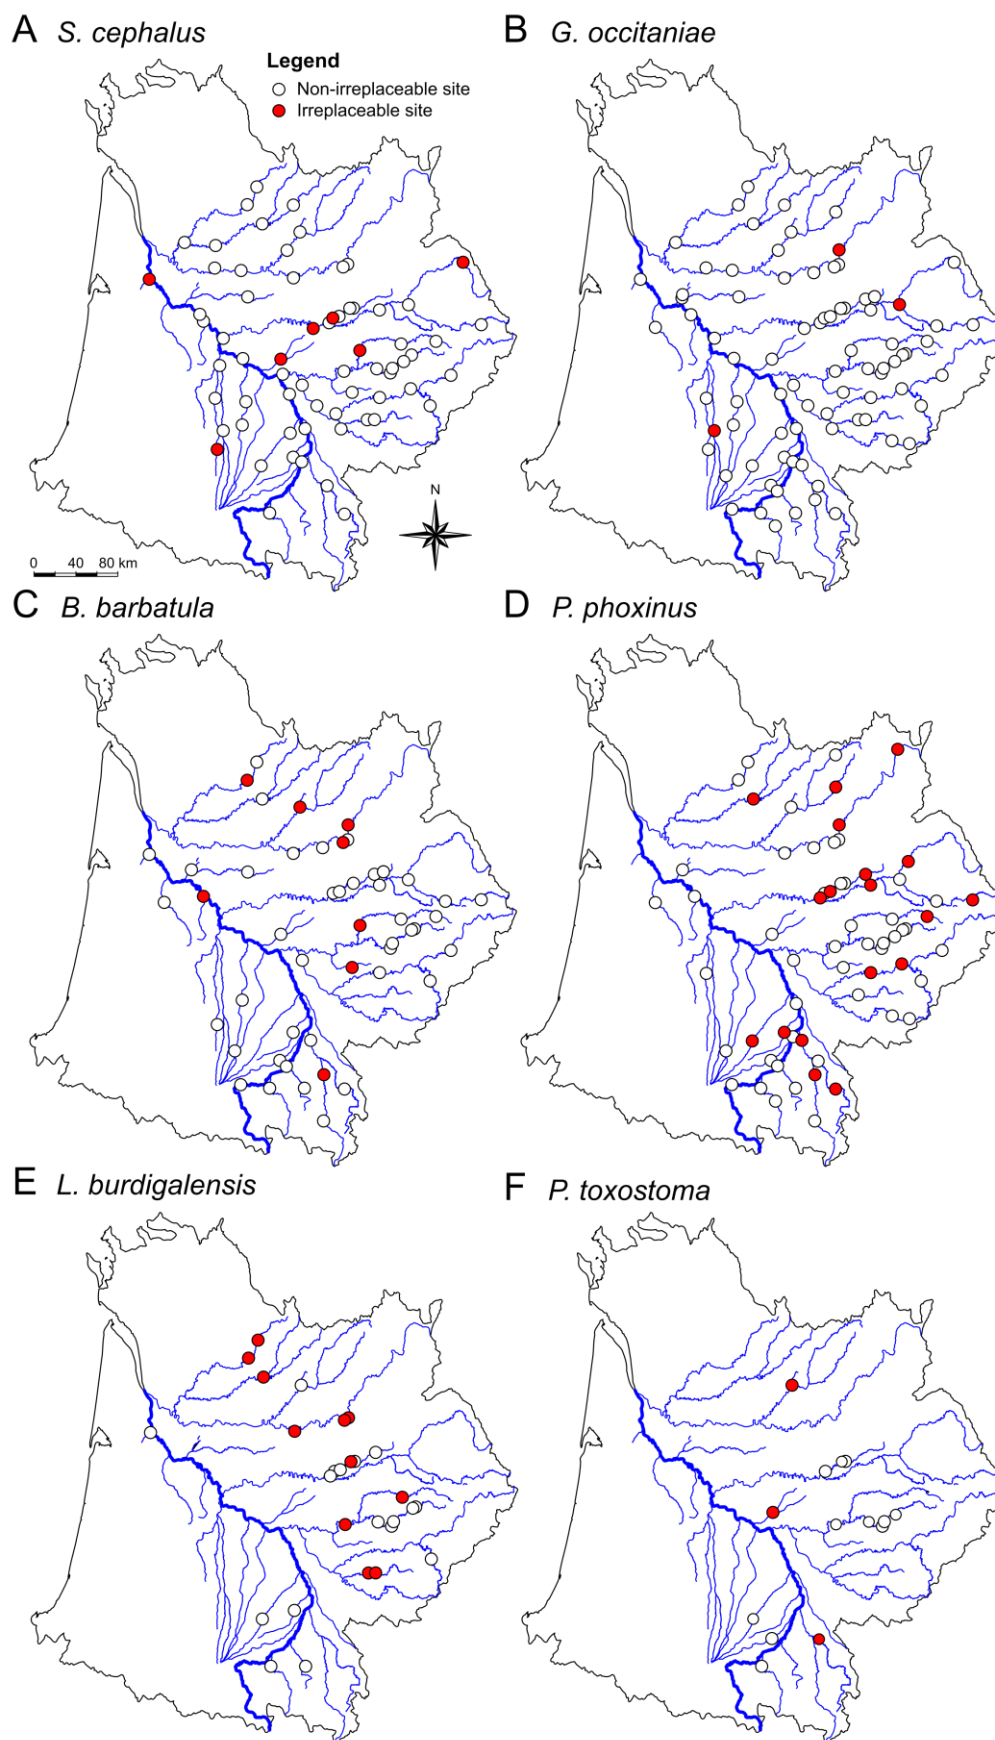 A S. cephalus
B G. occitaniae
Legend
Non-irreplaceable site
Irreplaceable site
N
0 40 80 km
C B. barbatula
D P. phoxinus
E L. burdigalensis
F P. toxostoma